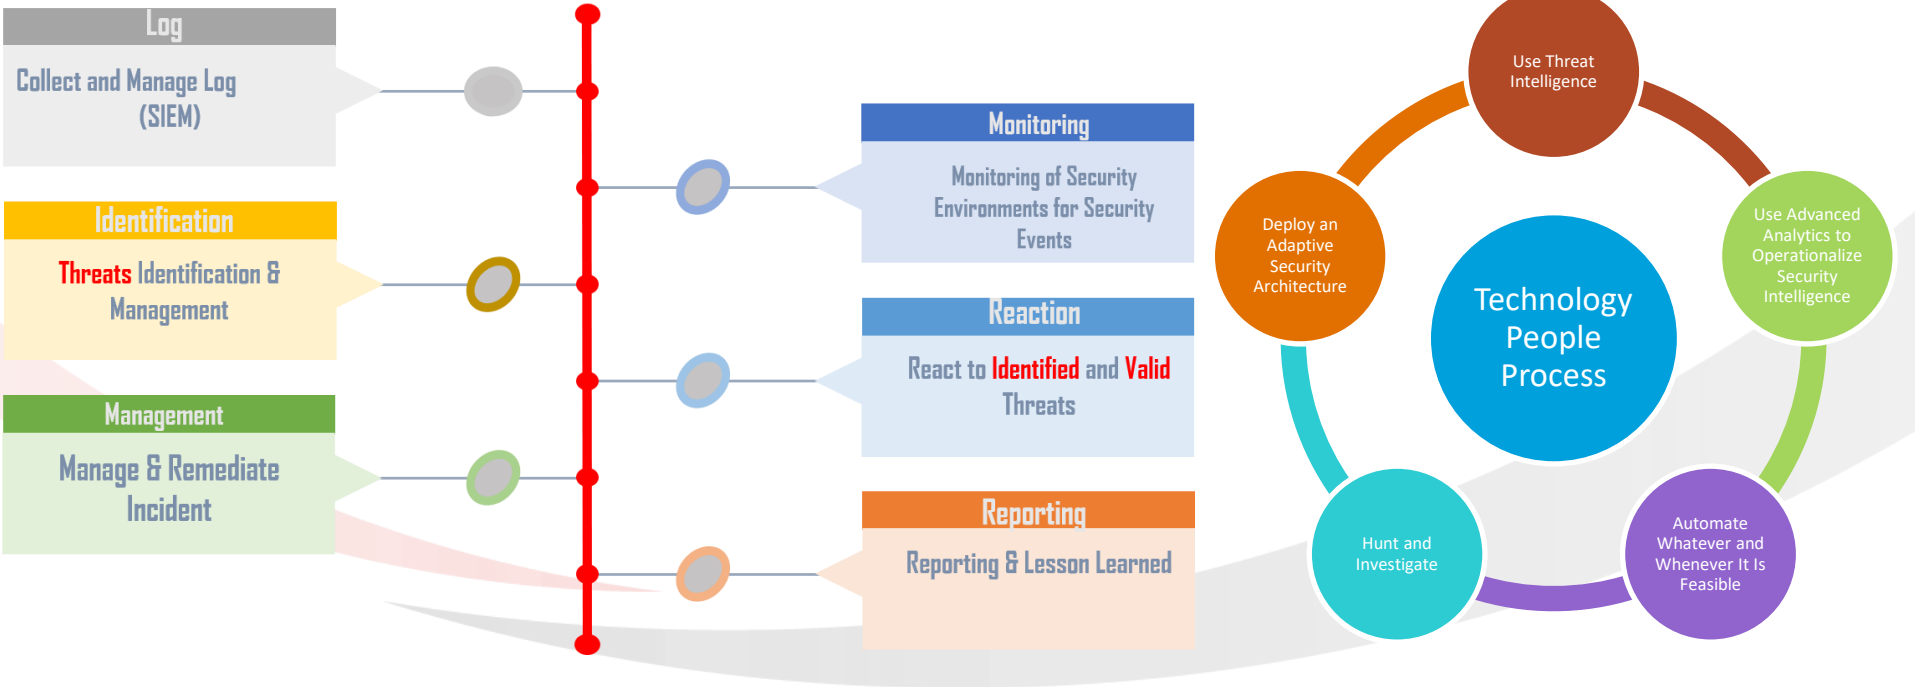 Log
Collect and Manage Log
(SIEM)
Monitoring
Monitoring of Security
Environments for Security
Events
Identification
Threats Identification &
Management
Reaction
React to Identified and Valid
Threats
Management
Manage & Remediate
Incident
Reporting
Reporting & Lesson Learned
Use Threat
Intelligence
Use Advanced
Analytics to
Operationalize
Security
Intelligence
Automate
Whatever and
Whenever It Is
Feasible
Hunt and
Investigate
Deploy an
Adaptive
Security
Architecture
Technology
People
Process